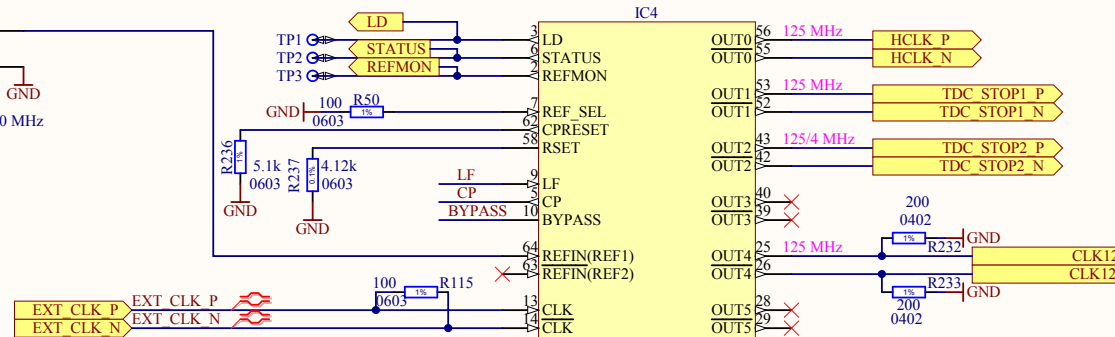 IC4
GND
0 MHz
LD
STATUS
REFMON
TP1
TP2
TP3
3
6
2
LD
STATUS
REFMON
GND
100
0603
R50
1%
7
REF_SEL
62
CPRESET
58
RSET
R236
1%
5.1k
0603
GND
R237
0.1%
4.12k
0603
GND
LF
9
LF
CP
5
CP
BYPASS
10
BYPASS
64
REFIN(REF1)
63
REFIN(REF2)
100
0603
1%
R115
EXT_CLK_P
EXT_CLK_P
13
CLK
EXT_CLK_N
EXT_CLK_N
14
CLK
OUT0
56
125 MHz
HCLK_P
OUT0
55
HCLK_N
OUT1
53
125 MHz
TDC_STOP1_P
OUT1
52
TDC_STOP1_N
OUT2
43
125/4 MHz
TDC_STOP2_P
OUT2
42
TDC_STOP2_N
OUT3
40
OUT3
39
OUT4
25
125 MHz
OUT4
26
200
0402
1%
R232
GND
CLK12
CLK12
1%
R233
GND
200
0402
OUT5
28
OUT5
29